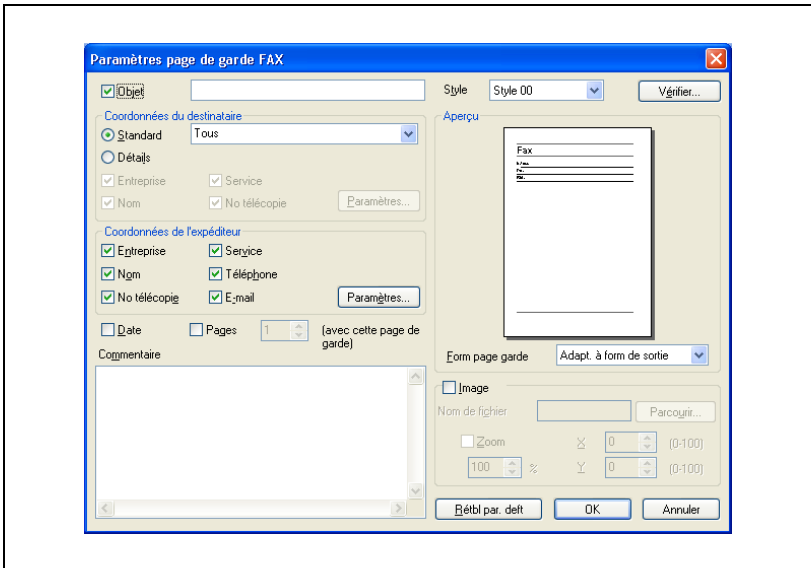 Paramètres page de garde FAX
Objet
Style Style 00 Vérifier...
Coordonnées du destinataire
Standard Tous
Détails
Entreprise Service
Nom No télécopie Paramètres...
Coordonnées de l'expéditeur
Entreprise Service
Nom Téléphone
No télécopie E-mail Paramètres...
Date Pages 1 (avec cette page de
garde)
Commentaire
Aperçu
Fax
Form page garde Adapt. à form de sortie
Image
Nom de fichier Parcourir...
Zoom X 0 (0-100)
100 % Y 0 (0-100)
Rétbl par. deft OK Annuler